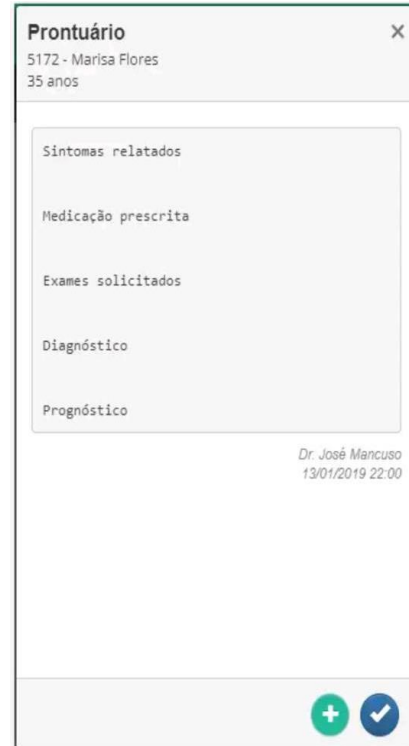 Prontuário
5172 - Marisa Flores
35 anos
Sintomas relatados
Medicação prescrita
Exames solicitados
Diagnóstico
Prognóstico
Dr. José Mancuso
13/01/2019 22:00